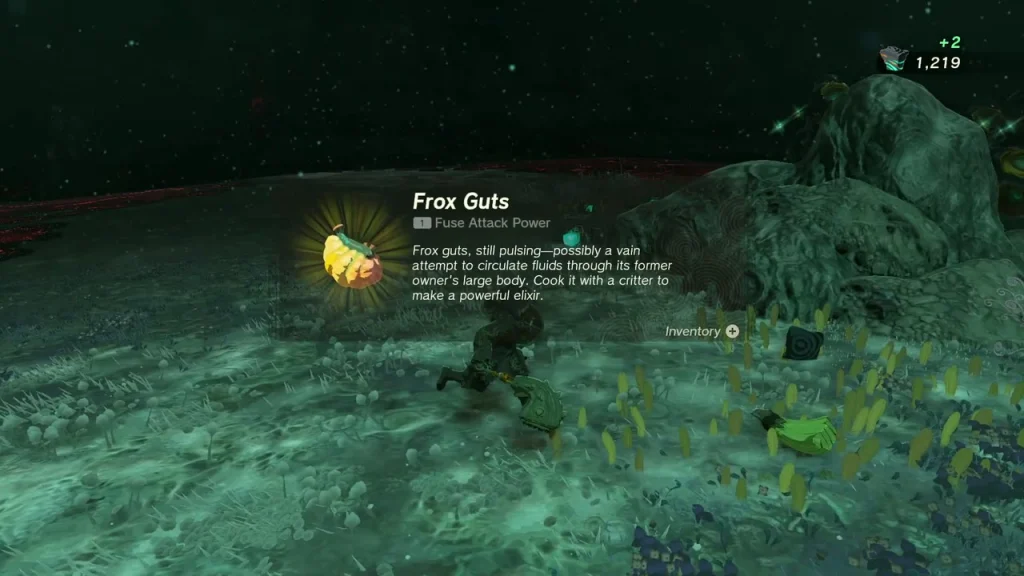 +2
1,219
Frox Guts
1 Fuse Attack Power
Frox guts, still pulsing—possibly a vain
attempt to circulate fluids through its former
owner's large body. Cook it with a critter to
make a powerful elixir.
Inventory